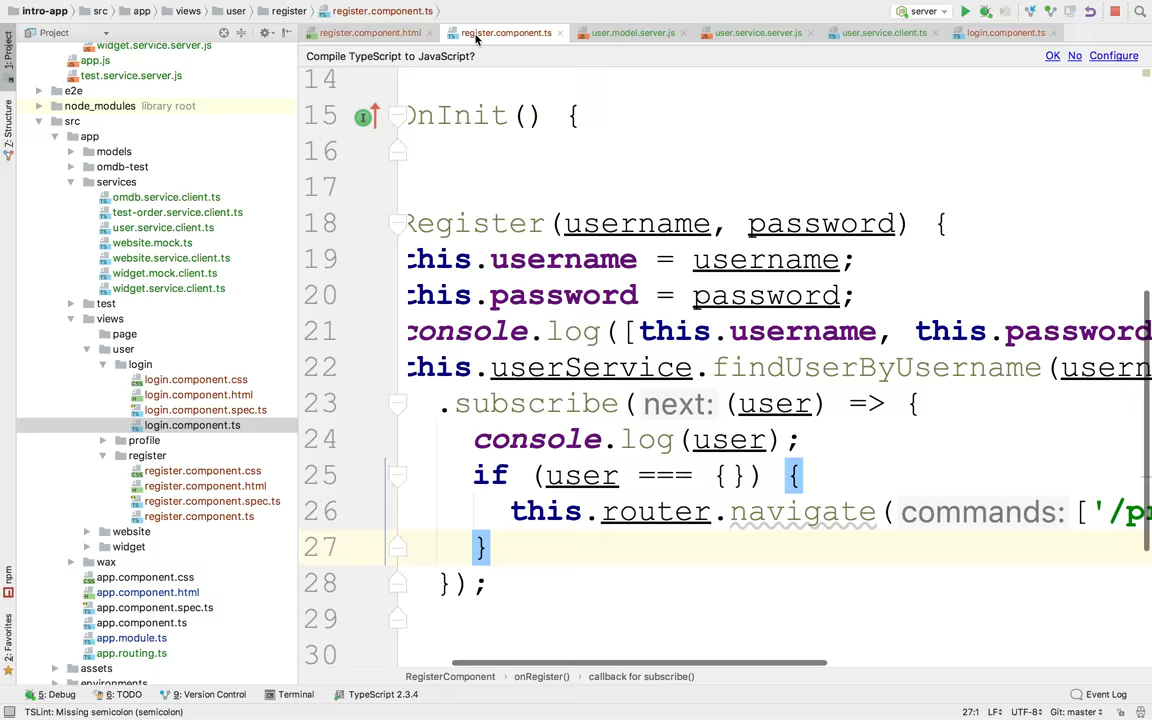 intro-app src app views user register register.component.ts server
register.component.html register.component.ts user.model.server.js user.service.server.js user.service.client.ts login.component.ts
Project
Compile TypeScript to JavaScript? OK No Configure
1: Project
7: Structure
npm
2: Favorites
widget.service.server.js
app.js
test.service.server.js
e2e
node_modules library root
src
app
models
omdb-test
services
omdb.service.client.ts
test-order.service.client.ts
user.service.client.ts
website.mock.ts
website.service.client.ts
widget.mock.client.ts
widget.service.client.ts
test
views
page
user
login
login.component.css
login.component.html
login.component.spec.ts
login.component.ts
profile
register
register.component.css
register.component.html
register.component.spec.ts
register.component.ts
website
widget
wax
app.component.css
app.component.html
app.component.spec.ts
app.component.ts
app.module.ts
app.routing.ts
assets
environments
14
15 OnInit() {
16
17
18 Register(username, password) {
19 this.username = username;
20 this.password = password;
21 console.log([this.username, this.password
22 this.userService.findUserByUsername(usern
23 .subscribe( next: (user) => {
24 console.log(user);
25 if (user === {}) {
26 this.router.navigate( commands: ['/pr
27 }
28 });
29
30
RegisterComponent onRegister() callback for subscribe()
5: Debug 6: TODO 9: Version Control Terminal TypeScript 2.3.4 Event Log
TSLint: Missing semicolon (semicolon) 27:1 LF÷ UTF-8÷ Git: master÷